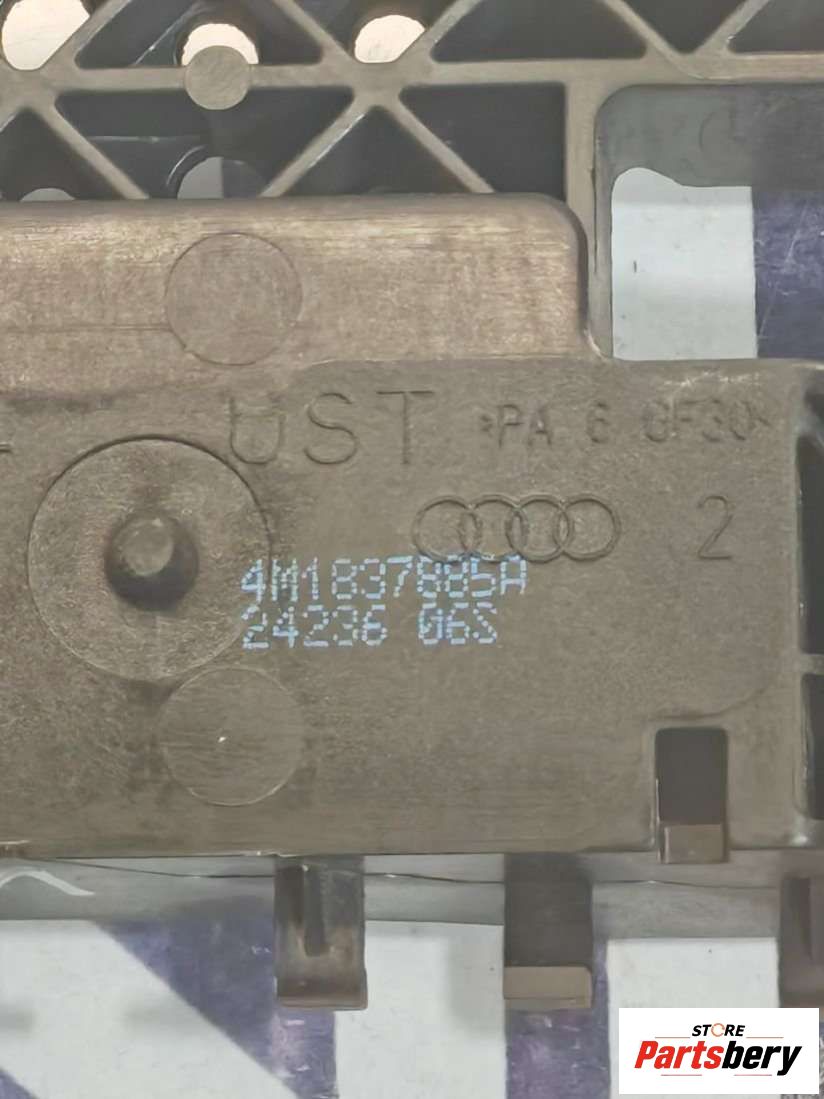 UST >PA 6 GF30<
2
4M1837885A
24236 06S
STORE
Partsbery